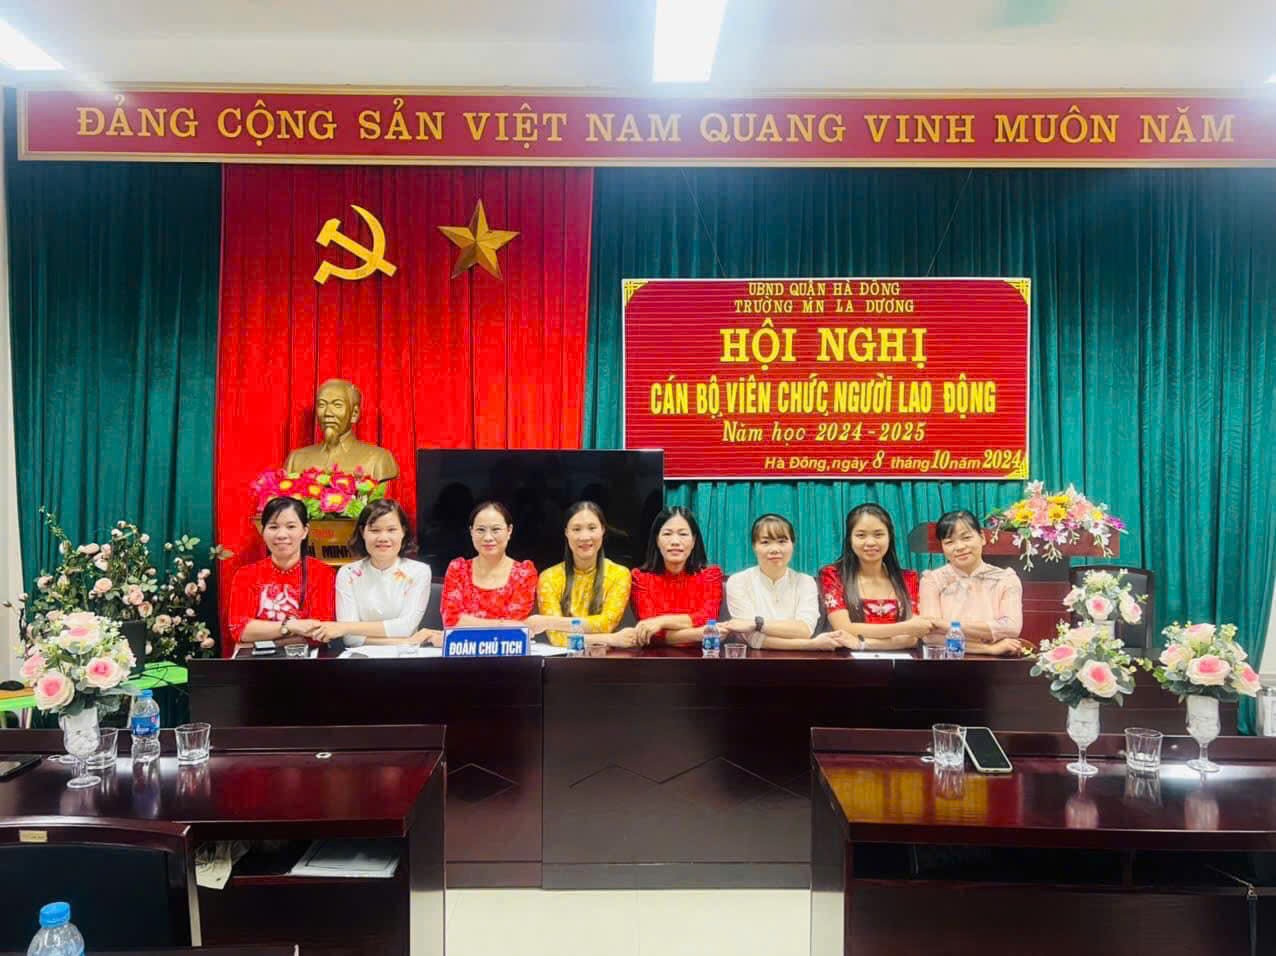 ĐẢNG CỘNG SẢN VIỆT NAM QUANG VINH MUÔN NĂM
UBND QUẬN HÀ ĐÔNG
TRƯỜNG MN LA DƯƠNG
HỘI NGHỊ
CÁN BỘ, VIÊN CHỨC, NGƯỜI LAO ĐỘNG
Năm học 2024 - 2025
Hà Đông, ngày 8 tháng 10 năm 2024
MINH
ĐOÀN CHỦ TỊCH